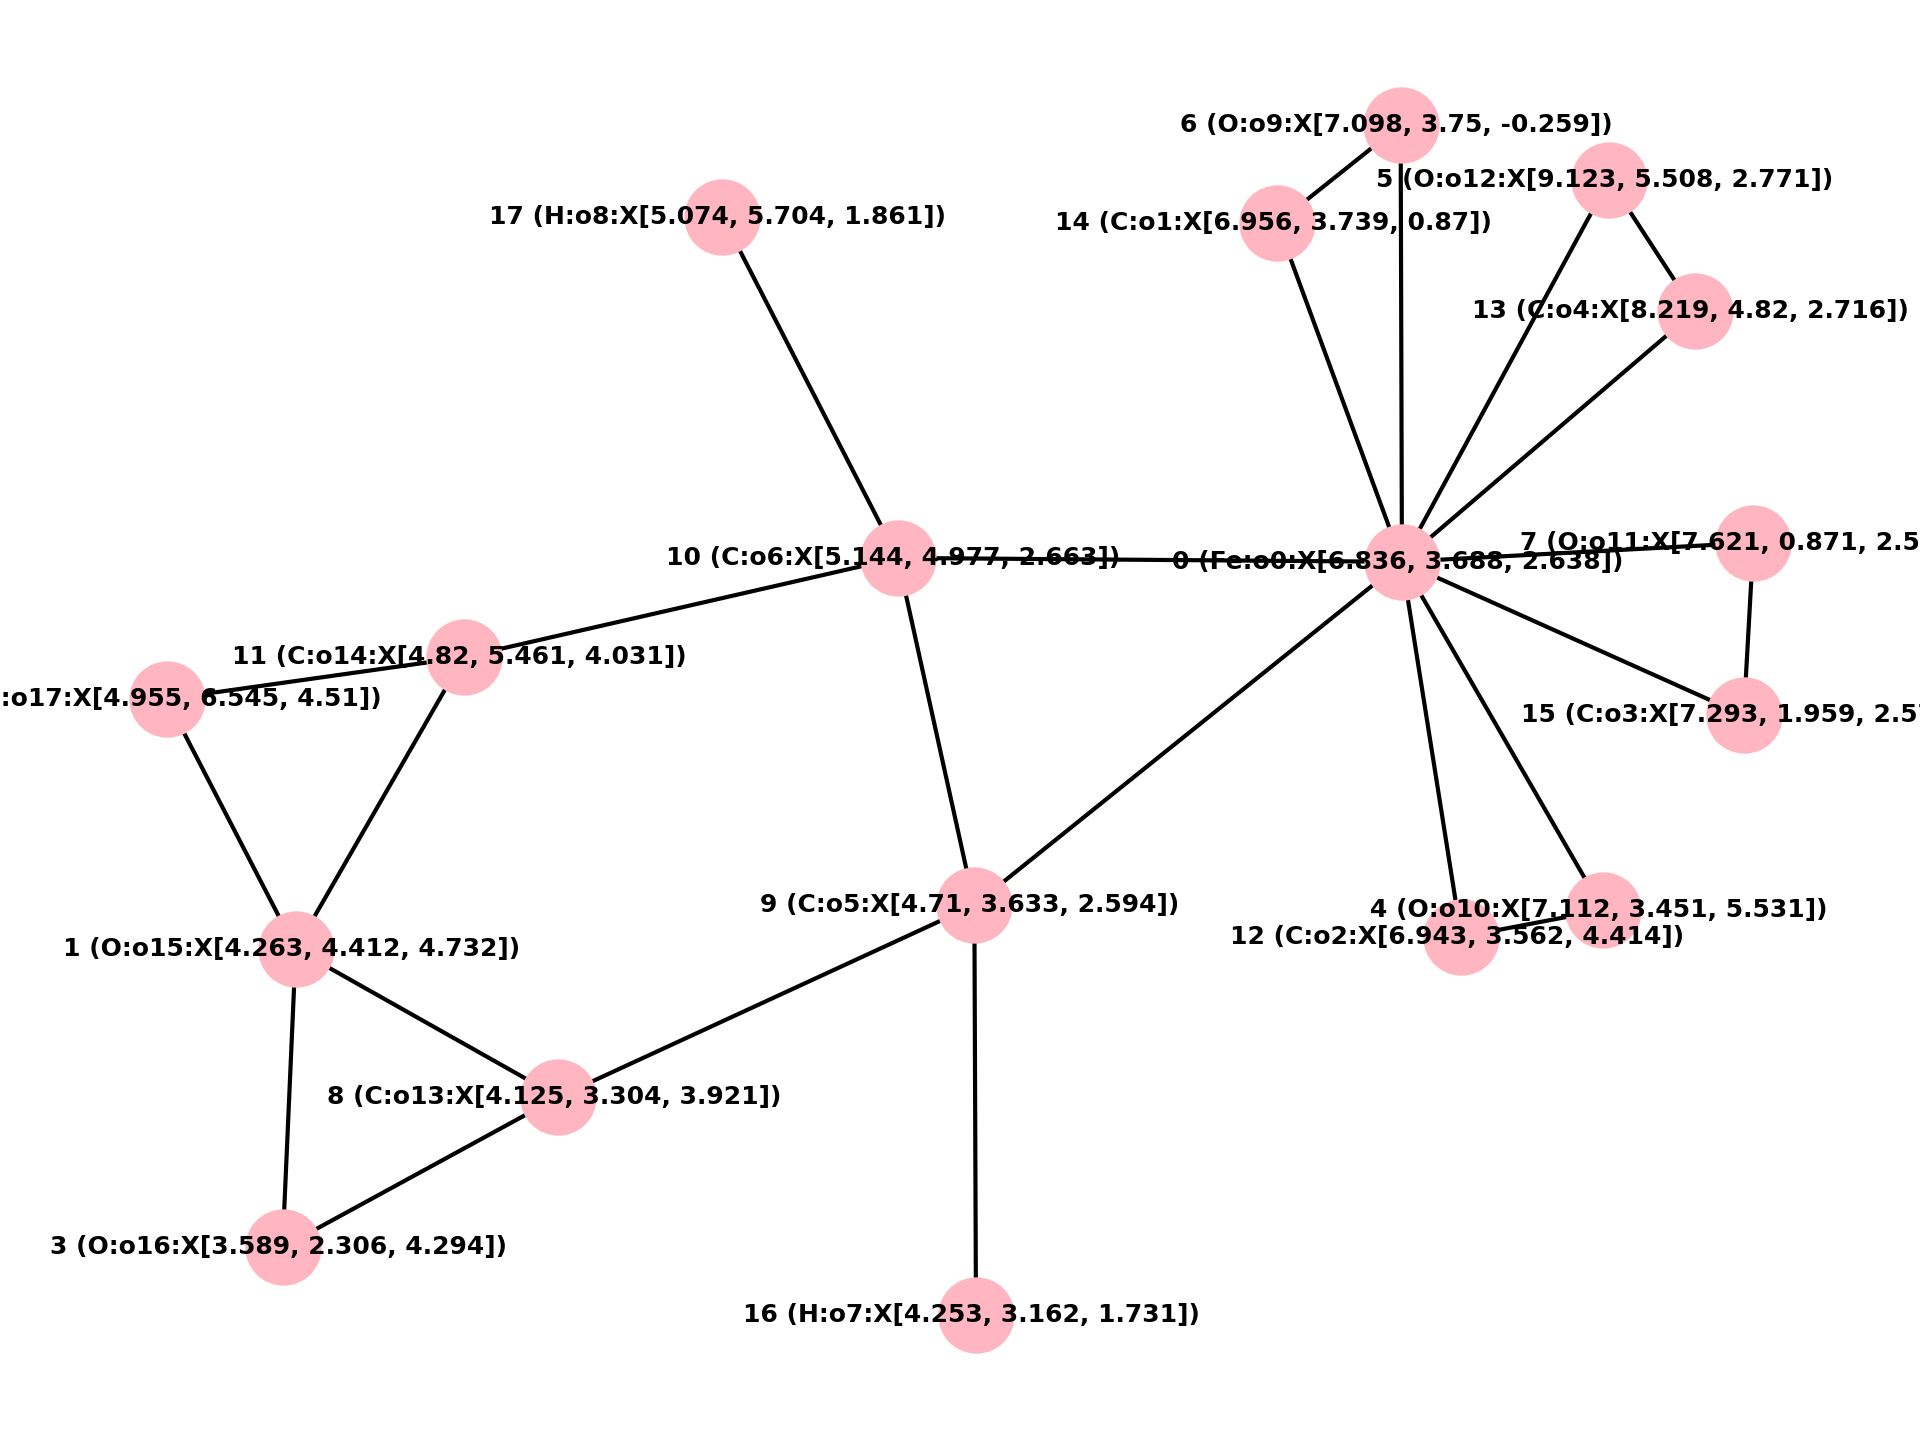 6 (O:o9:X[7.098, 3.75, -0.259])
5 (O:o12:X[9.123, 5.508, 2.771])
17 (H:o8:X[5.074, 5.704, 1.861])
14 (C:o1:X[6.956, 3.739, 0.87])
13 (C:o4:X[8.219, 4.82, 2.716])
7 (O:o11:X[7.621, 0.871, 2.5
10 (C:o6:X[5.144, 4.977, 2.663])
0 (Fe:o0:X[6.836, 3.688, 2.638])
11 (C:o14:X[4.82, 5.461, 4.031])
:o17:X[4.955, 6.545, 4.51])
15 (C:o3:X[7.293, 1.959, 2.5
9 (C:o5:X[4.71, 3.633, 2.594])
4 (O:o10:X[7.112, 3.451, 5.531])
12 (C:o2:X[6.943, 3.562, 4.414])
1 (O:o15:X[4.263, 4.412, 4.732])
8 (C:o13:X[4.125, 3.304, 3.921])
3 (O:o16:X[3.589, 2.306, 4.294])
16 (H:o7:X[4.253, 3.162, 1.731])